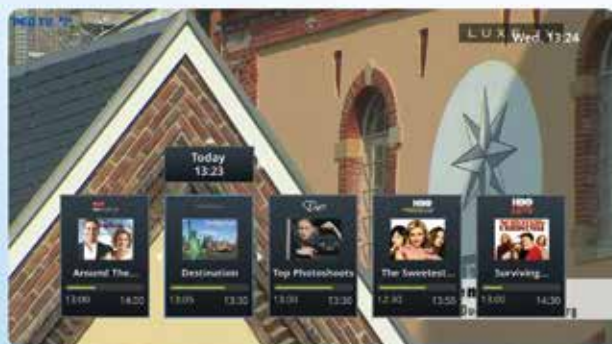 LUXURY
Wed, 13:24
Today
13:23
HBO
HBO
Around The...
Destination
Top Photoshoots
The Sweetest...
Surviving...
13:00 14:20
13:05 13:30
13:00 13:30
12:30 13:55
13:00 14:30